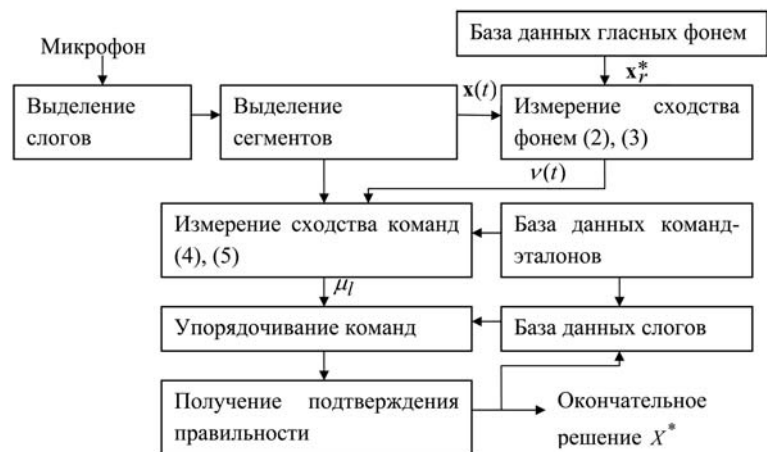 База данных гласных фонем
Микрофон
x*r
Выделение
слогов
Выделение
сегментов
x(t)
Измерение сходства
фонем (2), (3)
ν(t)
Измерение сходства команд
(4), (5)
База данных команд-
эталонов
μl
Упорядочивание команд
База данных слогов
Получение подтверждения
правильности
Окончательное
решение X*